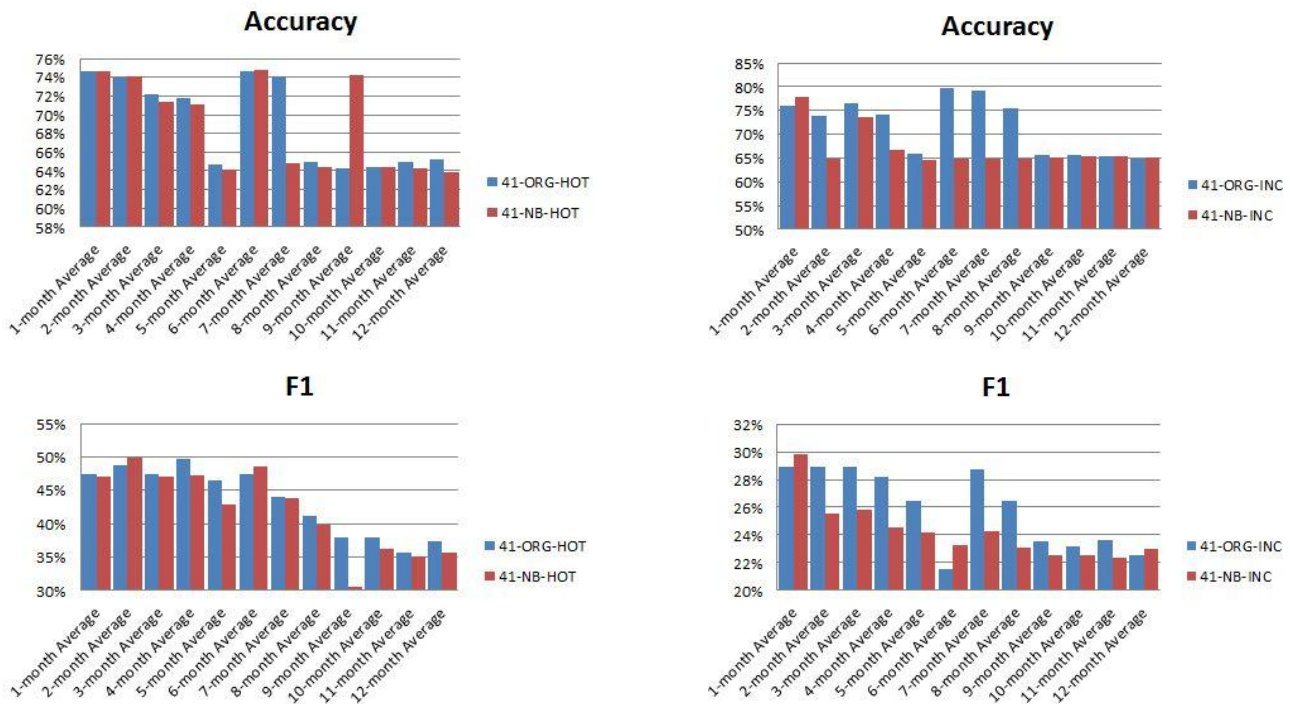 Accuracy
76%
74%
72%
70%
68%
66%
64%
62%
60%
58%
41-ORG-HOT
41-NB-HOT
1-month Average
2-month Average
3-month Average
4-month Average
5-month Average
6-month Average
7-month Average
8-month Average
9-month Average
10-month Average
11-month Average
12-month Average
Accuracy
85%
80%
75%
70%
65%
60%
55%
50%
41-ORG-INC
41-NB-INC
1-month Average
2-month Average
3-month Average
4-month Average
5-month Average
6-month Average
7-month Average
8-month Average
9-month Average
10-month Average
11-month Average
12-month Average
F1
55%
50%
45%
40%
35%
30%
41-ORG-HOT
41-NB-HOT
1-month Average
2-month Average
3-month Average
4-month Average
5-month Average
6-month Average
7-month Average
8-month Average
9-month Average
10-month Average
11-month Average
12-month Average
F1
32%
30%
28%
26%
24%
22%
20%
41-ORG-INC
41-NB-INC
1-month Average
2-month Average
3-month Average
4-month Average
5-month Average
6-month Average
7-month Average
8-month Average
9-month Average
10-month Average
11-month Average
12-month Average